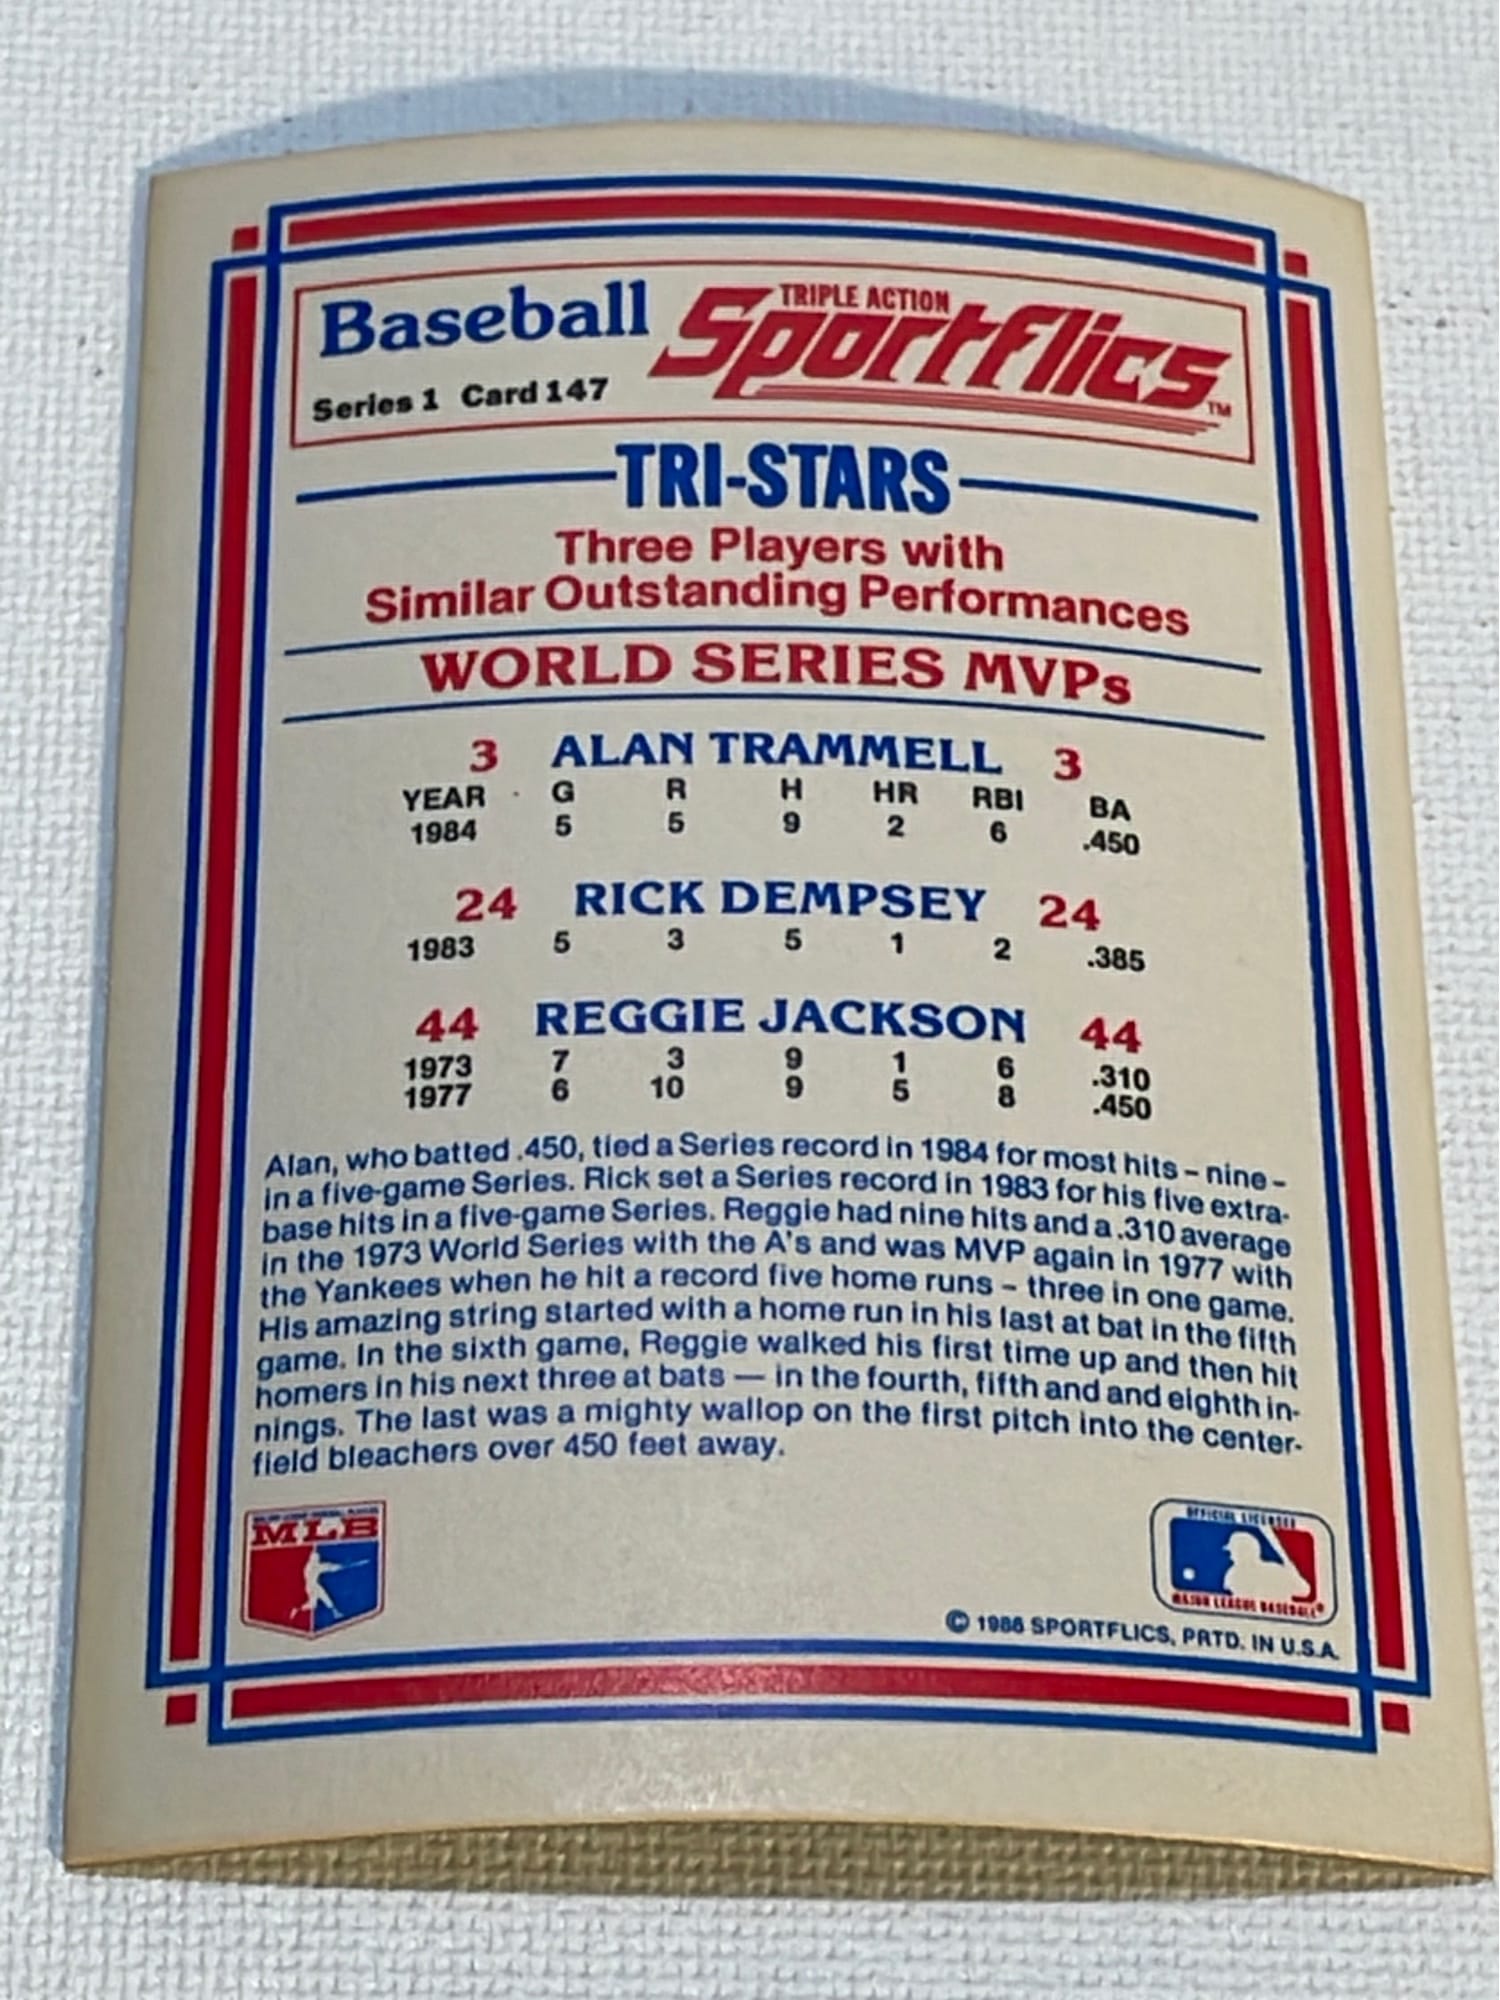 Baseball TRIPLE ACTION Sportflics TM
Series 1 Card 147
TRI-STARS
Three Players with
Similar Outstanding Performances
WORLD SERIES MVPs
3 ALAN TRAMMELL 3
YEAR G R H HR RBI BA
1984 5 5 9 2 6 .450
24 RICK DEMPSEY 24
1983 5 3 5 1 2 .385
44 REGGIE JACKSON 44
1973 7 3 9 1 6 .310
1977 6 10 9 5 8 .450
Alan, who batted .450, tied a Series record in 1984 for most hits – nine –
in a five-game Series. Rick set a Series record in 1983 for his five extra-
base hits in a five-game Series. Reggie had nine hits and a .310 average
in the 1973 World Series with the A's and was MVP again in 1977 with
the Yankees when he hit a record five home runs – three in one game.
His amazing string started with a home run in his last at bat in the fifth
game. In the sixth game, Reggie walked his first time up and then hit
homers in his next three at bats — in the fourth, fifth and and eighth in-
nings. The last was a mighty wallop on the first pitch into the center-
field bleachers over 450 feet away.
MLB
OFFICIAL LICENSEE
MAJOR LEAGUE BASEBALL®
© 1986 SPORTFLICS, PRTD. IN U.S.A.